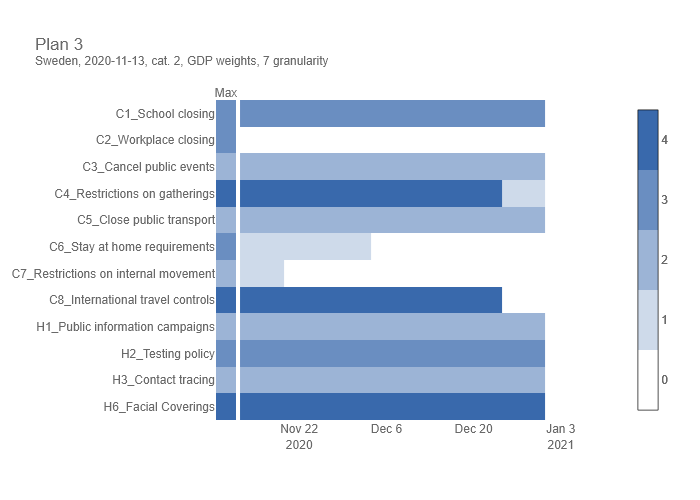 Plan 3
Sweden, 2020-11-13, cat. 2, GDP weights, 7 granularity
Max
C1_School closing
C2_Workplace closing
C3_Cancel public events
C4_Restrictions on gatherings
C5_Close public transport
C6_Stay at home requirements
C7_Restrictions on internal movement
C8_International travel controls
H1_Public information campaigns
H2_Testing policy
H3_Contact tracing
H6_Facial Coverings
Nov 22 Dec 6 Dec 20 Jan 3
2020 2021
4
3
2
1
0